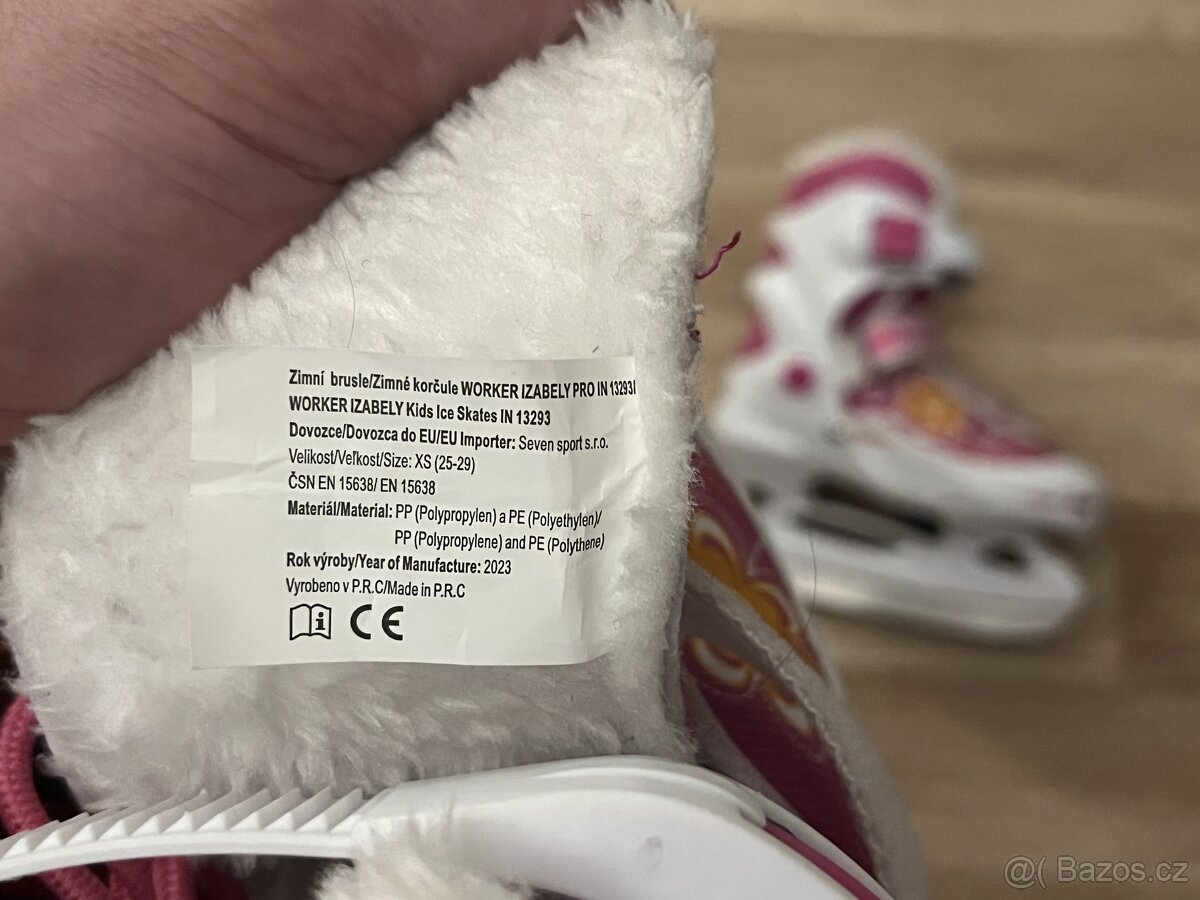 Zimní brusle/Zimné korčule WORKER IZABELY PRO IN 13293/
WORKER IZABELY Kids Ice Skates IN 13293
Dovozce/Dovozca do EU/EU Importer: Seven sport s.r.o.
Velikost/Veľkosť/Size: XS (25-29)
ČSN EN 15638/ EN 15638
Materiál/Material: PP (Polypropylen) a PE (Polyethylen)/
PP (Polypropylene) and PE (Polythene)
Rok výroby/Year of Manufacture: 2023
Vyrobeno v P.R.C/Made in P.R.C
i CE
@( Bazos.cz